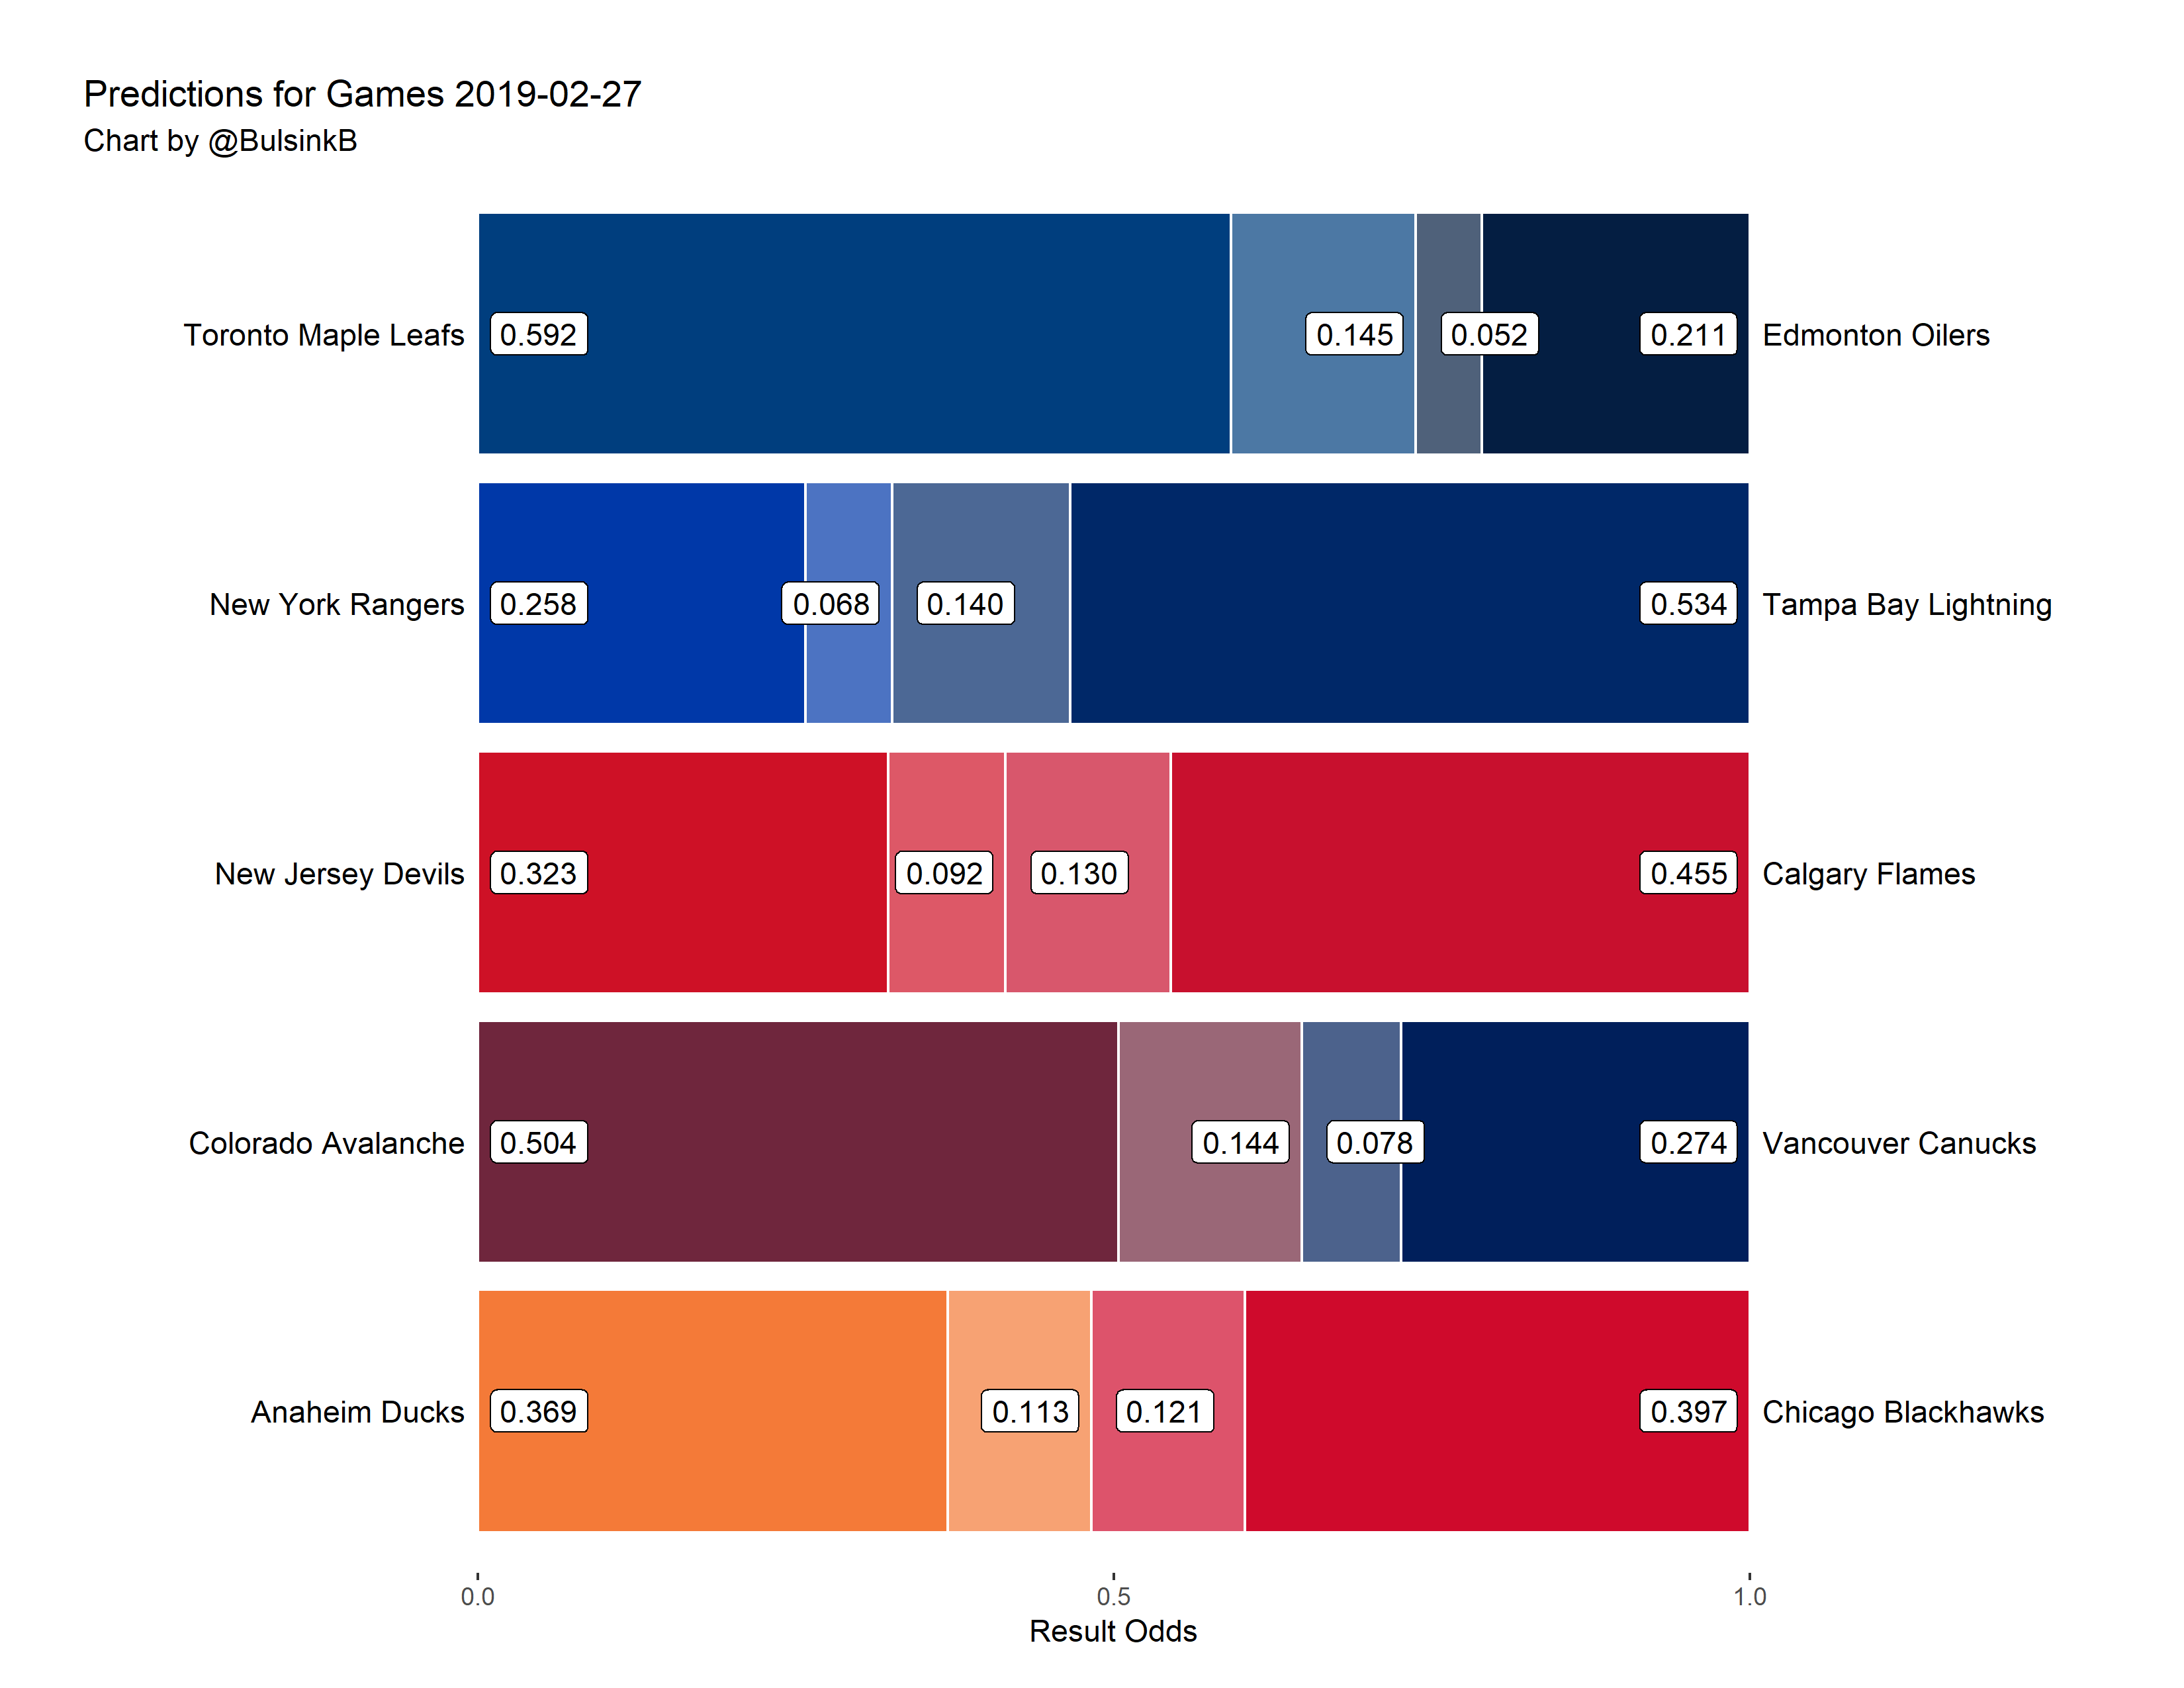 Predictions for Games 2019-02-27
Chart by @BulsinkB
Toronto Maple Leafs 0.592 0.145 0.052 0.211 Edmonton Oilers
New York Rangers 0.258 0.068 0.140 0.534 Tampa Bay Lightning
New Jersey Devils 0.323 0.092 0.130 0.455 Calgary Flames
Colorado Avalanche 0.504 0.144 0.078 0.274 Vancouver Canucks
Anaheim Ducks 0.369 0.113 0.121 0.397 Chicago Blackhawks
0.0 0.5 1.0
Result Odds